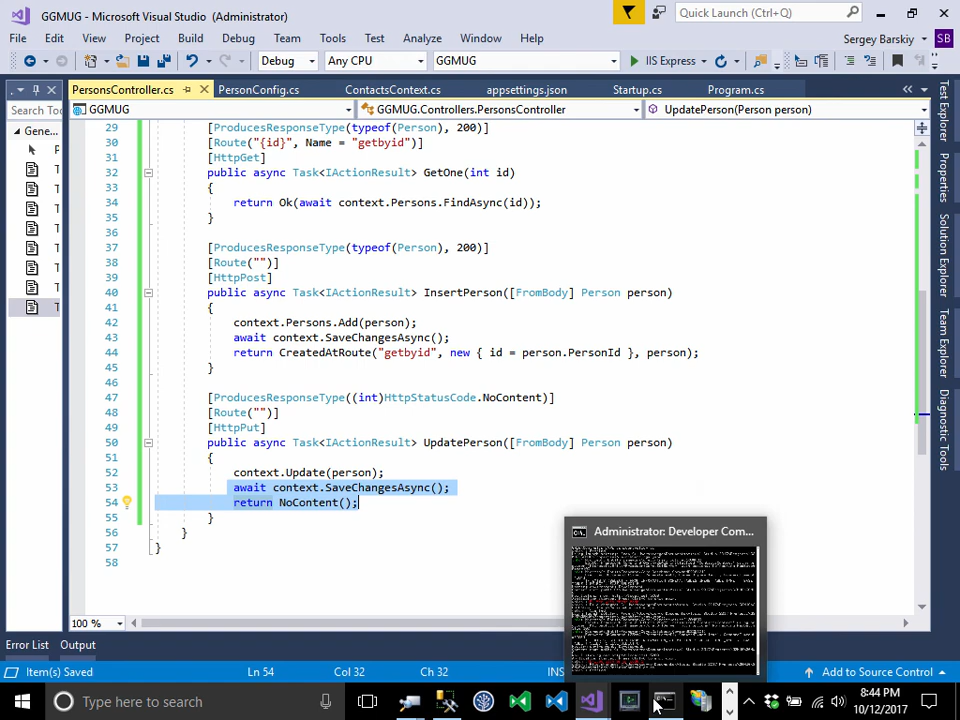 GGMUG - Microsoft Visual Studio (Administrator)
Quick Launch (Ctrl+Q)
File Edit View Project Build Debug Team Tools Test Analyze Window Help
Sergey Barskiy SB
Debug Any CPU GGMUG IIS Express
PersonsController.cs PersonConfig.cs ContactsContext.cs appsettings.json Startup.cs Program.cs
Search Too
GGMUG GGMUG.Controllers.PersonsController UpdatePerson(Person person)
Gene...
29 [ProducesResponseType(typeof(Person), 200)]
30 [Route("{id}", Name = "getbyid")]
31 [HttpGet]
32 public async Task<IActionResult> GetOne(int id)
33 {
34 return Ok(await context.Persons.FindAsync(id));
35 }
36
37 [ProducesResponseType(typeof(Person), 200)]
38 [Route("")]
39 [HttpPost]
40 public async Task<IActionResult> InsertPerson([FromBody] Person person)
41 {
42 context.Persons.Add(person);
43 await context.SaveChangesAsync();
44 return CreatedAtRoute("getbyid", new { id = person.PersonId }, person);
45 }
46
47 [ProducesResponseType((int)HttpStatusCode.NoContent)]
48 [Route("")]
49 [HttpPut]
50 public async Task<IActionResult> UpdatePerson([FromBody] Person person)
51 {
52 context.Update(person);
53 await context.SaveChangesAsync();
54 return NoContent();
55 }
56 }
57 }
58
Test Explorer
Properties
Solution Explorer
Team Explorer
Notifications
Administrator: Developer Com...
100 %
Error List Output
Item(s) Saved Ln 54 Col 32 Ch 32 INS Add to Source Control
Type here to search
8:44 PM
10/12/2017